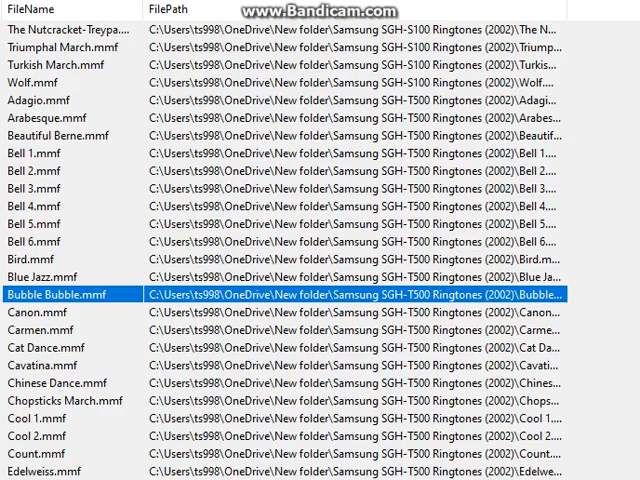 www.Bandicam.com
FileName FilePath
The Nutcracket-Treypa.... C:\Users\ts998\OneDrive\New folder\Samsung SGH-S100 Ringtones (2002)\The N...
Triumphal March.mmf C:\Users\ts998\OneDrive\New folder\Samsung SGH-S100 Ringtones (2002)\Triump...
Turkish March.mmf C:\Users\ts998\OneDrive\New folder\Samsung SGH-S100 Ringtones (2002)\Turkis...
Wolf.mmf C:\Users\ts998\OneDrive\New folder\Samsung SGH-S100 Ringtones (2002)\Wolf....
Adagio.mmf C:\Users\ts998\OneDrive\New folder\Samsung SGH-T500 Ringtones (2002)\Adagi...
Arabesque.mmf C:\Users\ts998\OneDrive\New folder\Samsung SGH-T500 Ringtones (2002)\Arabes...
Beautiful Berne.mmf C:\Users\ts998\OneDrive\New folder\Samsung SGH-T500 Ringtones (2002)\Beautif...
Bell 1.mmf C:\Users\ts998\OneDrive\New folder\Samsung SGH-T500 Ringtones (2002)\Bell 1....
Bell 2.mmf C:\Users\ts998\OneDrive\New folder\Samsung SGH-T500 Ringtones (2002)\Bell 2....
Bell 3.mmf C:\Users\ts998\OneDrive\New folder\Samsung SGH-T500 Ringtones (2002)\Bell 3....
Bell 4.mmf C:\Users\ts998\OneDrive\New folder\Samsung SGH-T500 Ringtones (2002)\Bell 4....
Bell 5.mmf C:\Users\ts998\OneDrive\New folder\Samsung SGH-T500 Ringtones (2002)\Bell 5....
Bell 6.mmf C:\Users\ts998\OneDrive\New folder\Samsung SGH-T500 Ringtones (2002)\Bell 6....
Bird.mmf C:\Users\ts998\OneDrive\New folder\Samsung SGH-T500 Ringtones (2002)\Bird.m...
Blue Jazz.mmf C:\Users\ts998\OneDrive\New folder\Samsung SGH-T500 Ringtones (2002)\Blue Ja...
Bubble Bubble.mmf C:\Users\ts998\OneDrive\New folder\Samsung SGH-T500 Ringtones (2002)\Bubble...
Canon.mmf C:\Users\ts998\OneDrive\New folder\Samsung SGH-T500 Ringtones (2002)\Canon...
Carmen.mmf C:\Users\ts998\OneDrive\New folder\Samsung SGH-T500 Ringtones (2002)\Carme...
Cat Dance.mmf C:\Users\ts998\OneDrive\New folder\Samsung SGH-T500 Ringtones (2002)\Cat Da...
Cavatina.mmf C:\Users\ts998\OneDrive\New folder\Samsung SGH-T500 Ringtones (2002)\Cavati...
Chinese Dance.mmf C:\Users\ts998\OneDrive\New folder\Samsung SGH-T500 Ringtones (2002)\Chines...
Chopsticks March.mmf C:\Users\ts998\OneDrive\New folder\Samsung SGH-T500 Ringtones (2002)\Chops...
Cool 1.mmf C:\Users\ts998\OneDrive\New folder\Samsung SGH-T500 Ringtones (2002)\Cool 1....
Cool 2.mmf C:\Users\ts998\OneDrive\New folder\Samsung SGH-T500 Ringtones (2002)\Cool 2....
Count.mmf C:\Users\ts998\OneDrive\New folder\Samsung SGH-T500 Ringtones (2002)\Count....
Edelweiss.mmf C:\Users\ts998\OneDrive\New folder\Samsung SGH-T500 Ringtones (2002)\Edelwe...